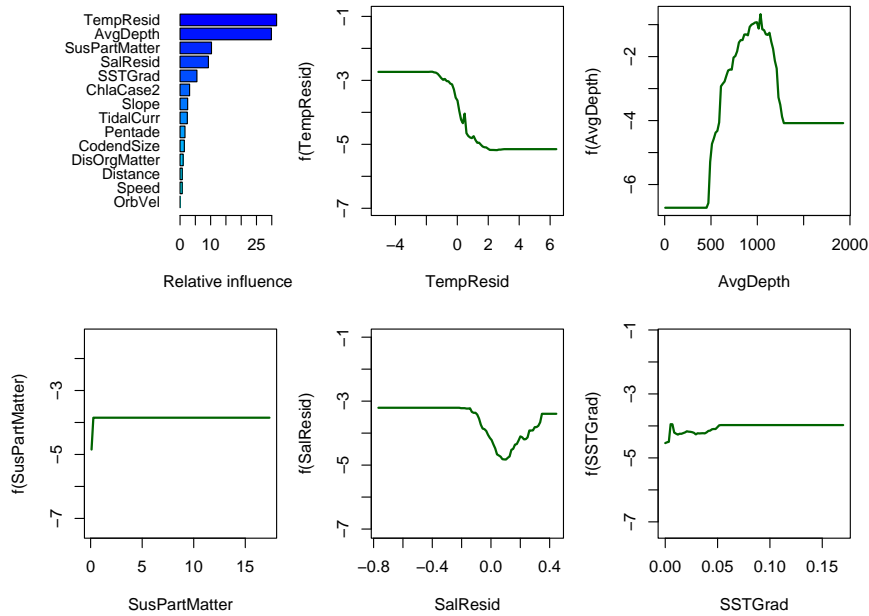 TempResid
AvgDepth
SusPartMatter
SalResid
SSTGrad
ChlaCase2
Slope
TidalCurr
Pentade
CodendSize
DisOrgMatter
Distance
Speed
OrbVel
0 10 25
Relative influence
f(TempResid)
−1
−3
−5
−7
−4 0 2 4 6
TempResid
f(AvgDepth)
−2
−4
−6
0 500 1000 2000
AvgDepth
f(SusPartMatter)
−3
−5
−7
0 5 10 15
SusPartMatter
f(SalResid)
−1
−3
−5
−7
−0.8 −0.4 0.0 0.4
SalResid
f(SSTGrad)
−1
−3
−5
−7
0.00 0.05 0.10 0.15
SSTGrad